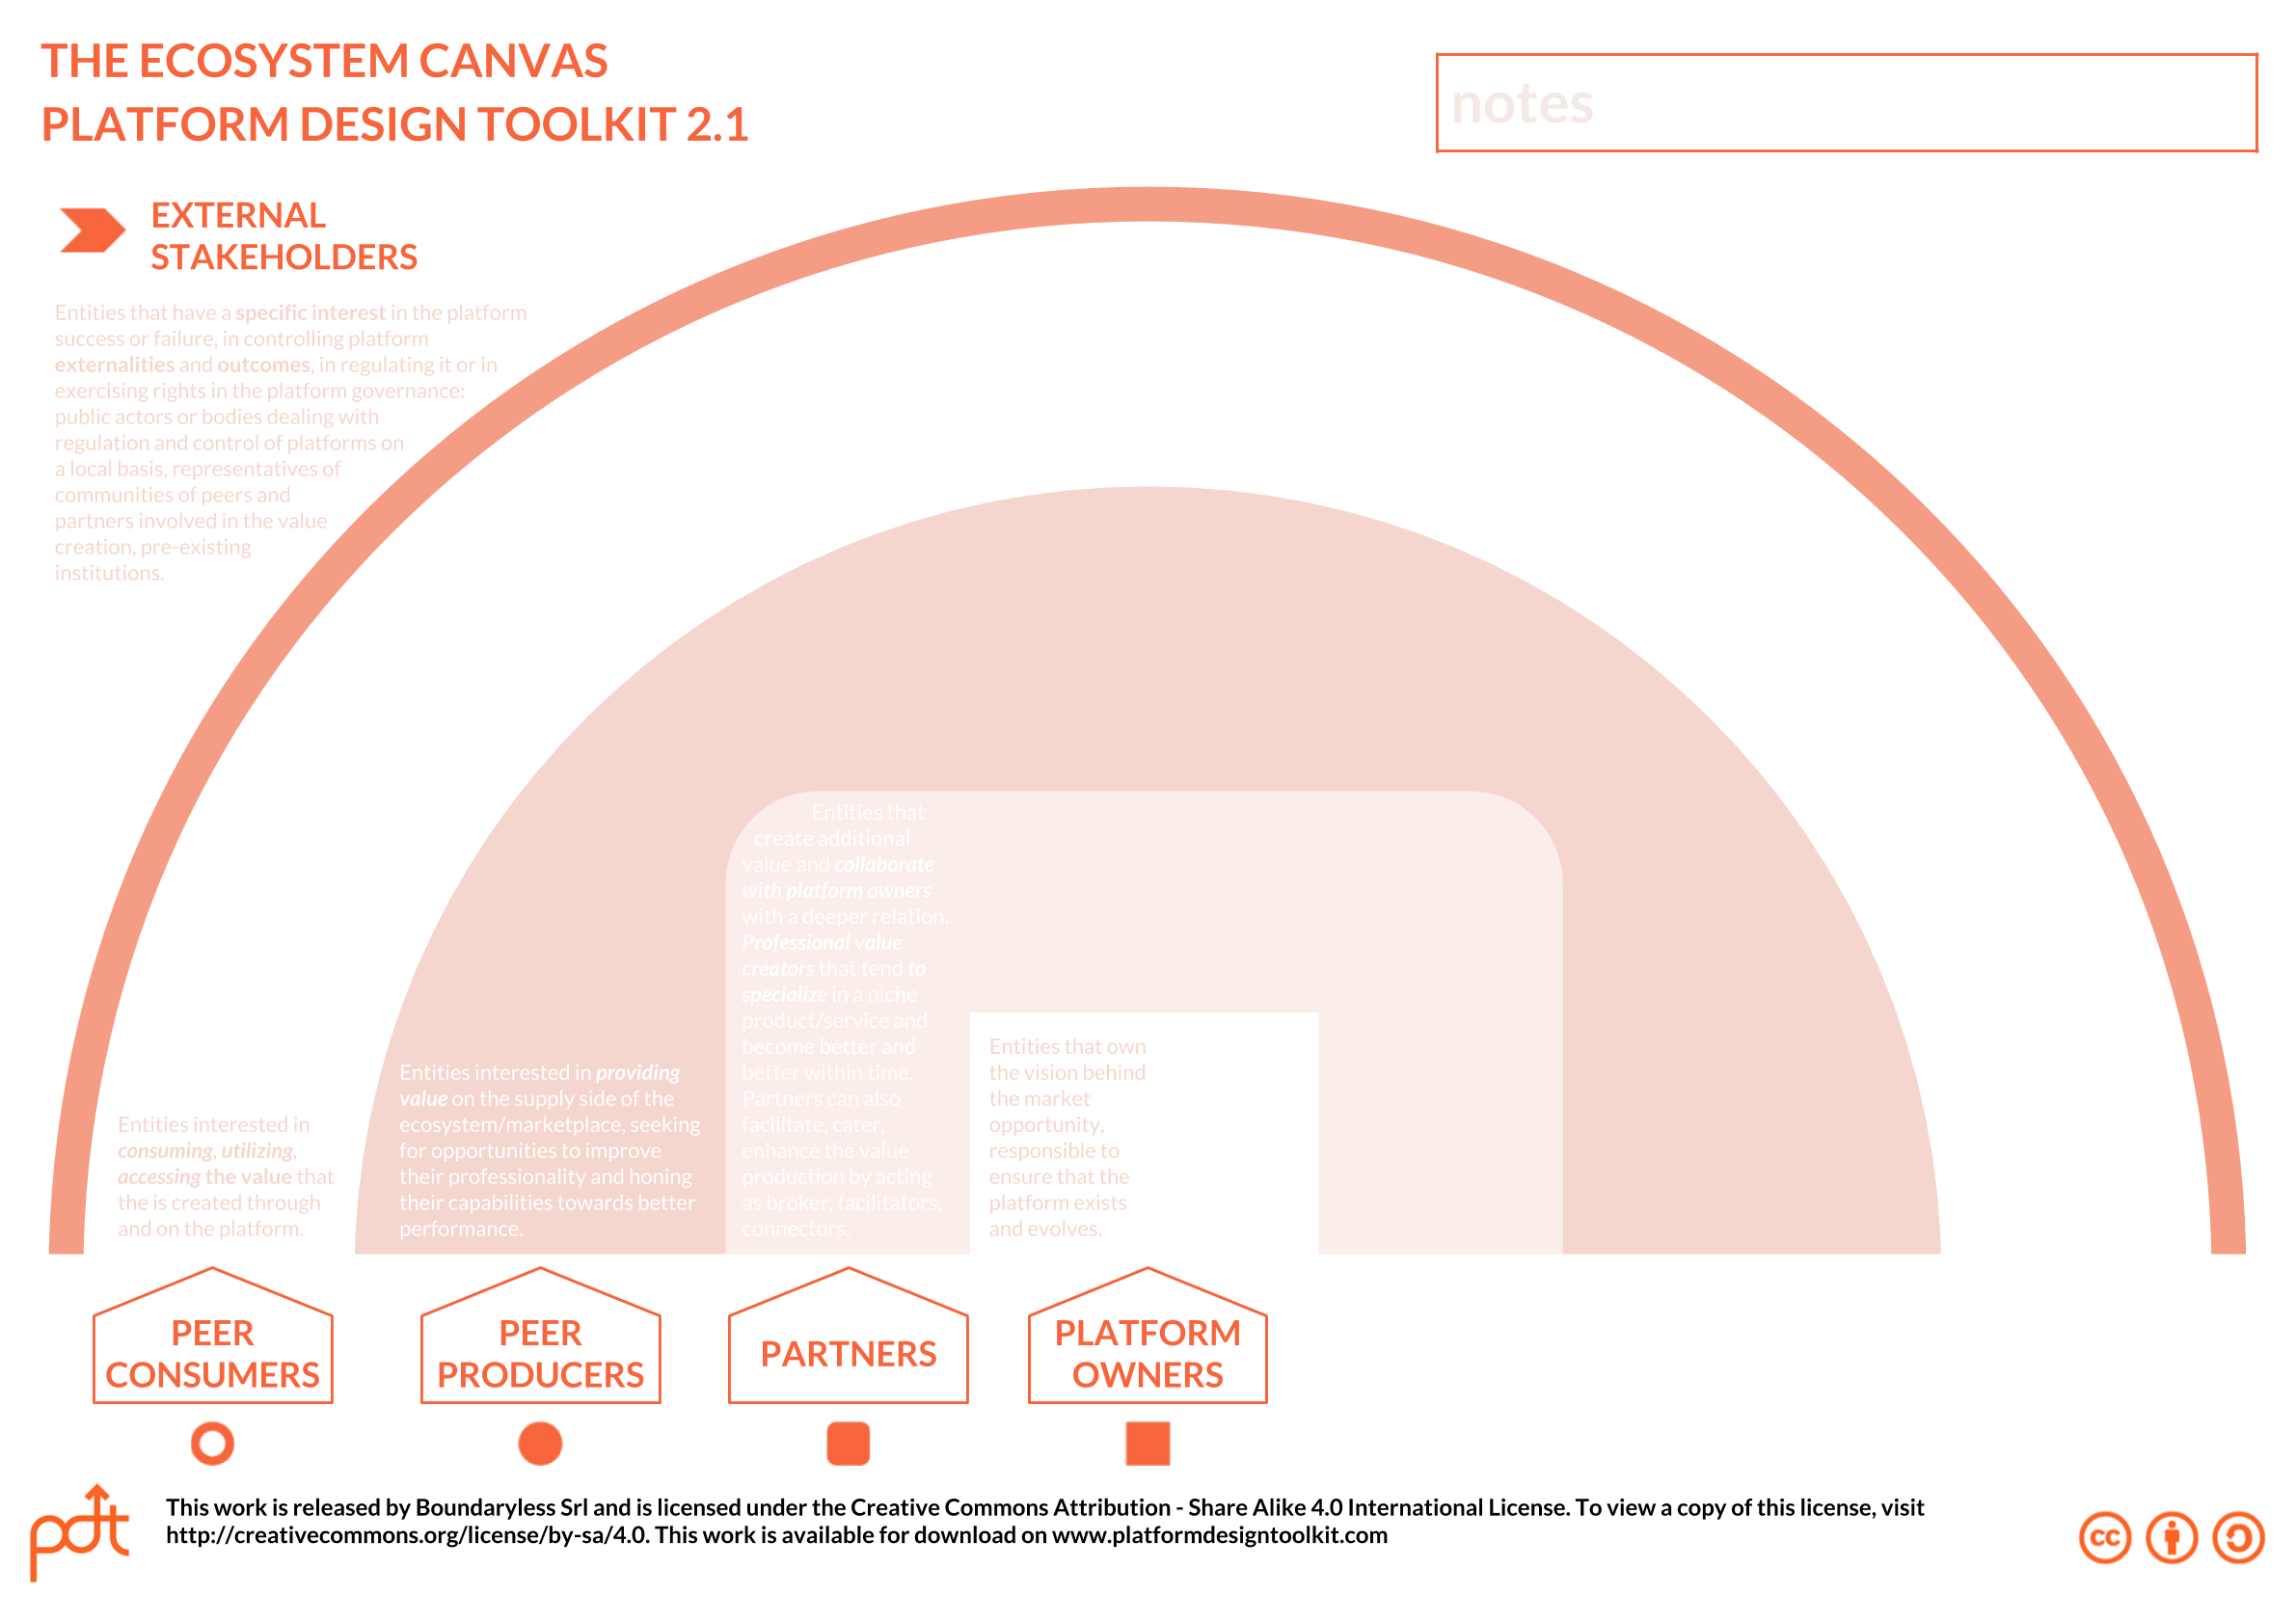 THE ECOSYSTEM CANVAS
PLATFORM DESIGN TOOLKIT 2.1
notes
EXTERNAL
STAKEHOLDERS
Entities that have a specific interest in the platform
success or failure, in controlling platform
externalities and outcomes, in regulating it or in
exercising rights in the platform governance:
public actors or bodies dealing with
regulation and control of platforms on
a local basis, representatives of
communities of peers and
partners involved in the value
creation, pre-existing
institutions.
Entities interested in
consuming, utilizing,
accessing the value that
the is created through
and on the platform.
Entities interested in providing
value on the supply side of the
ecosystem/marketplace, seeking
for opportunities to improve
their professionality and honing
their capabilities towards better
performance.
Entities that
create additional
value and collaborate
with platform owners
with a deeper relation.
Professional value
creators that tend to
specialize in a niche
product/service and
become better and
better within time.
Partners can also
facilitate, cater,
enhance the value
production by acting
as broker, facilitators,
connectors.
Entities that own
the vision behind
the market
opportunity,
responsible to
ensure that the
platform exists
and evolves.
PEER
CONSUMERS
PEER
PRODUCERS
PARTNERS
PLATFORM
OWNERS
pdt
This work is released by Boundaryless Srl and is licensed under the Creative Commons Attribution - Share Alike 4.0 International License. To view a copy of this license, visit
http://creativecommons.org/license/by-sa/4.0. This work is available for download on www.platformdesigntoolkit.com
cc